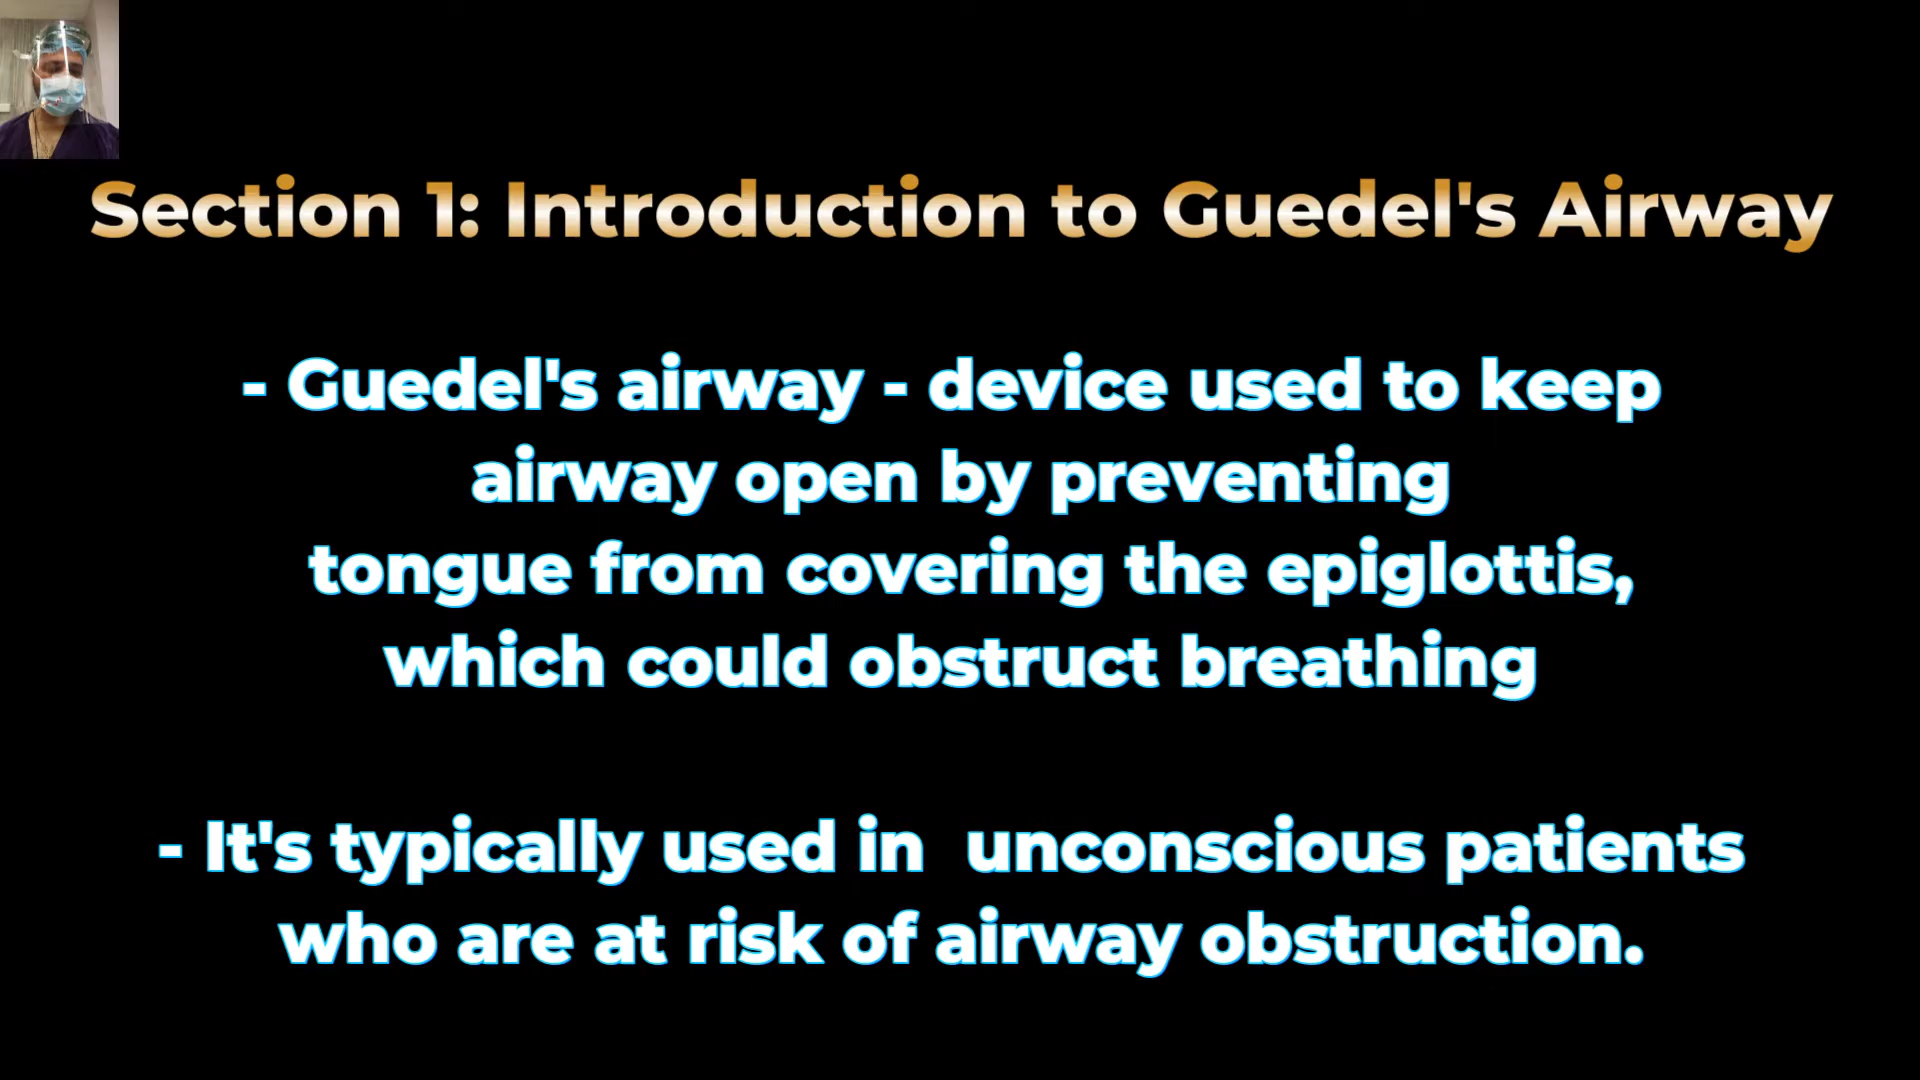 Section 1: Introduction to Guedel's Airway
- Guedel's airway - device used to keep
airway open by preventing
tongue from covering the epiglottis,
which could obstruct breathing
- It's typically used in  unconscious patients
who are at risk of airway obstruction.